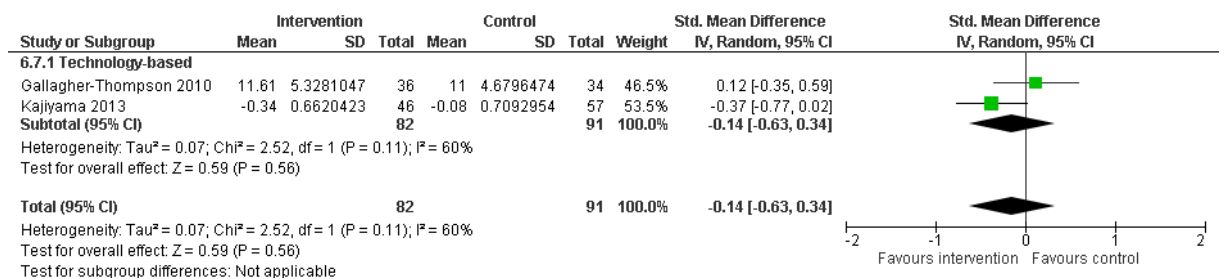 Intervention Control Std. Mean Difference Std. Mean Difference
Study or Subgroup Mean SD Total Mean SD Total Weight IV, Random, 95% CI IV, Random, 95% CI
6.7.1 Technology-based
Gallagher-Thompson 2010 11.61 5.3281047 36 11 4.6796474 34 46.5% 0.12 [-0.35, 0.59]
Kajiyama 2013 -0.34 0.6620423 46 -0.08 0.7092954 57 53.5% -0.37 [-0.77, 0.02]
Subtotal (95% CI) 82 91 100.0% -0.14 [-0.63, 0.34]
Heterogeneity: Tau² = 0.07; Chi² = 2.52, df = 1 (P = 0.11); I² = 60%
Test for overall effect: Z = 0.59 (P = 0.56)
Total (95% CI) 82 91 100.0% -0.14 [-0.63, 0.34]
Heterogeneity: Tau² = 0.07; Chi² = 2.52, df = 1 (P = 0.11); I² = 60%
Test for overall effect: Z = 0.59 (P = 0.56)
Test for subgroup differences: Not applicable
-2 -1 0 1 2
Favours intervention Favours control